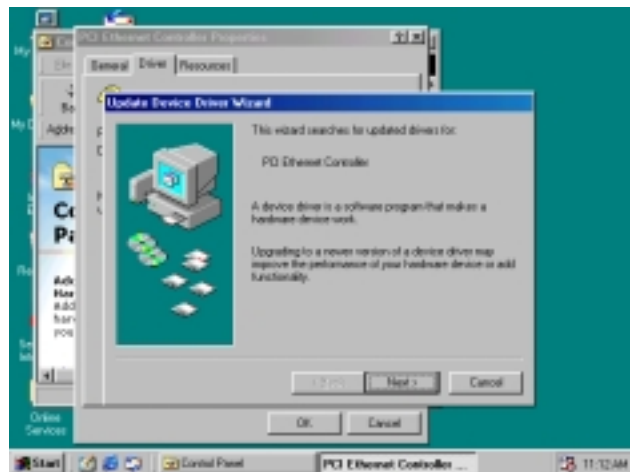 PCI Ethernet Controller Properties
General Driver Resources
Update Device Driver Wizard
This wizard searches for updated drivers for:
PCI Ethernet Controller
A device driver is a software program that makes a
hardware device work.
Upgrading to a newer version of a device driver may
improve the performance of your hardware device or add
functionality.
< Back Next > Cancel
OK Cancel
Online
Services
Start Control Panel PCI Ethernet Controller ... 11:12 AM